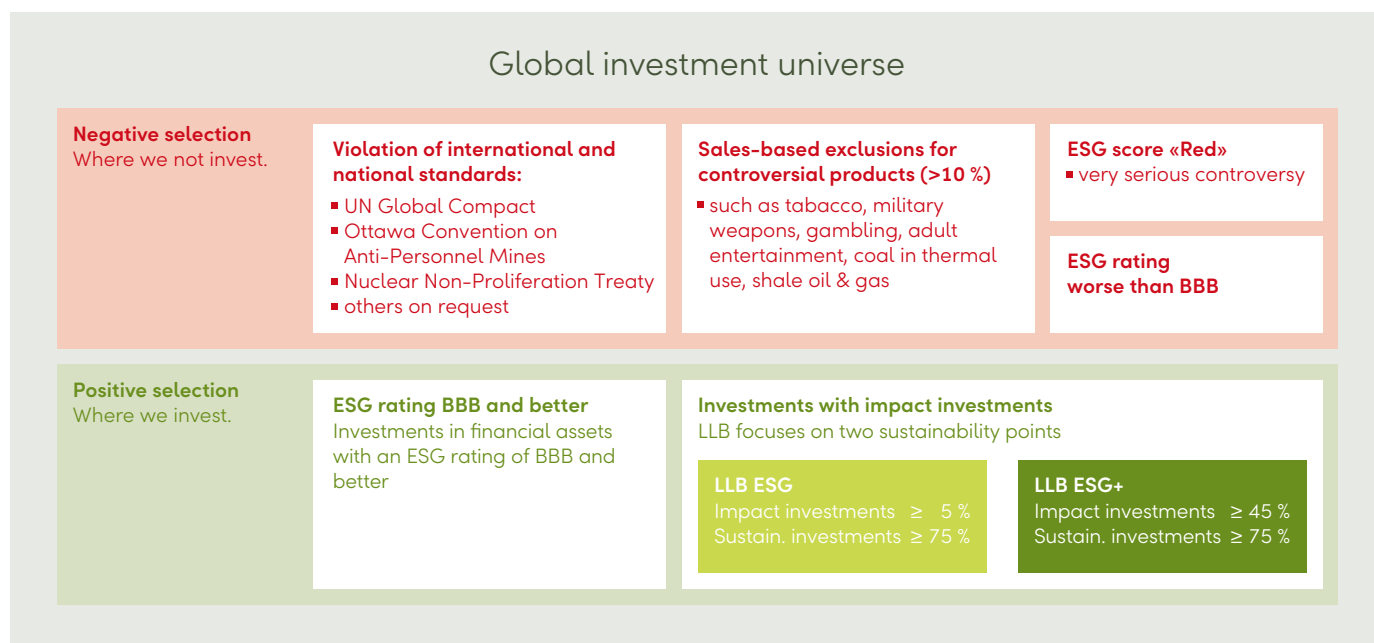 Global investment universe
Negative selection
Where we not invest.
Violation of international and
national standards:
▪ UN Global Compact
▪ Ottawa Convention on
Anti-Personnel Mines
▪ Nuclear Non-Proliferation Treaty
▪ others on request
Sales-based exclusions for
controversial products (>10 %)
▪ such as tabacco, military
weapons, gambling, adult
entertainment, coal in thermal
use, shale oil & gas
ESG score «Red»
▪ very serious controversy
ESG rating
worse than BBB
Positive selection
Where we invest.
ESG rating BBB and better
Investments in financial assets
with an ESG rating of BBB and
better
Investments with impact investments
LLB focuses on two sustainability points
LLB ESG
Impact investments ≥ 5 %
Sustain. investments ≥ 75 %
LLB ESG+
Impact investments ≥ 45 %
Sustain. investments ≥ 75 %